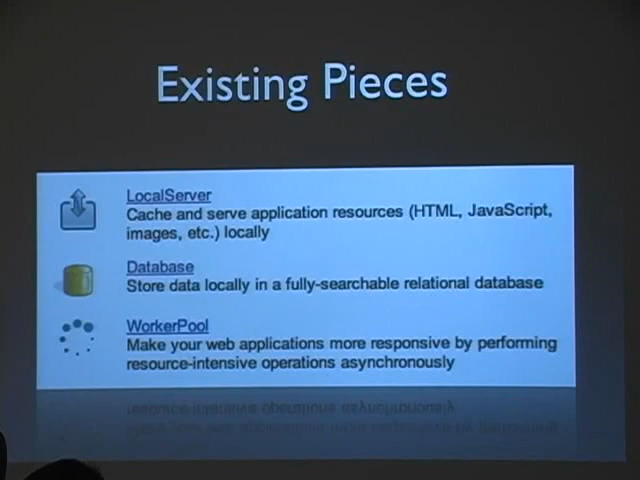 Existing Pieces
LocalServer
Cache and serve application resources (HTML, JavaScript,
images, etc.) locally
Database
Store data locally in a fully-searchable relational database
WorkerPool
Make your web applications more responsive by performing
resource-intensive operations asynchronously